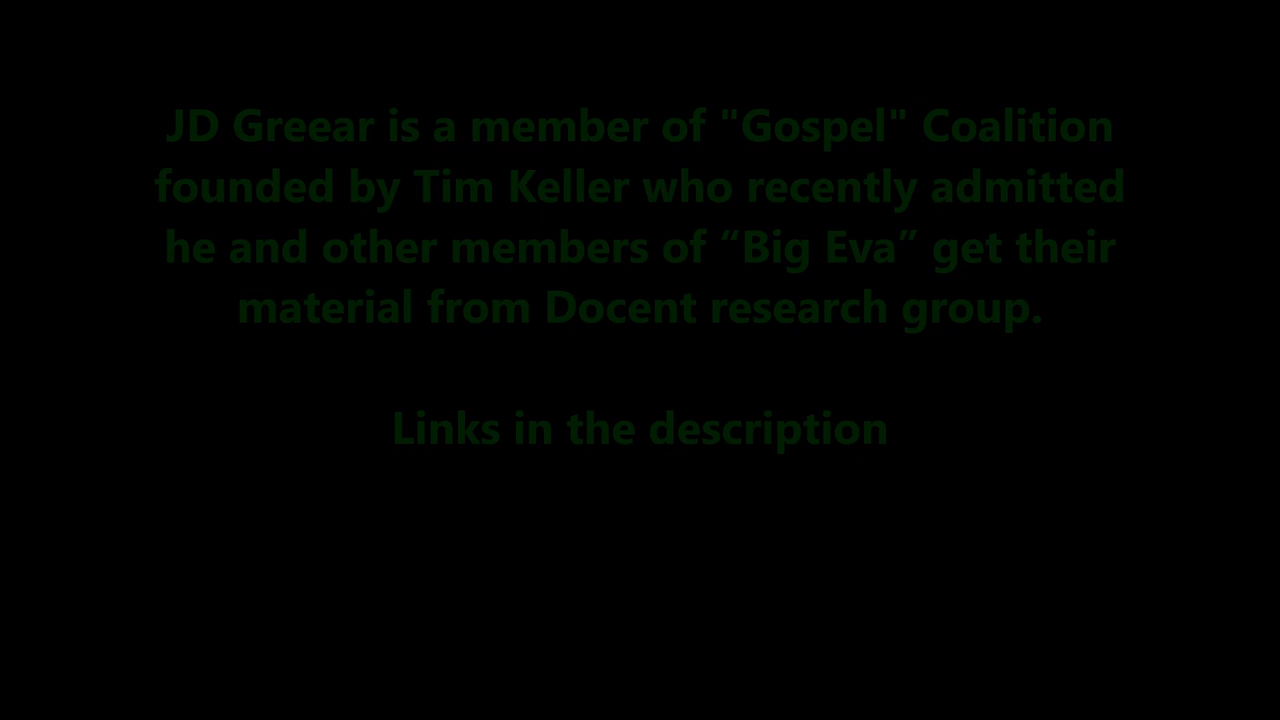 JD Greear is a member of "Gospel" Coalition
founded by Tim Keller who recently admitted
he and other members of “Big Eva” get their
material from Docent research group.
Links in the description